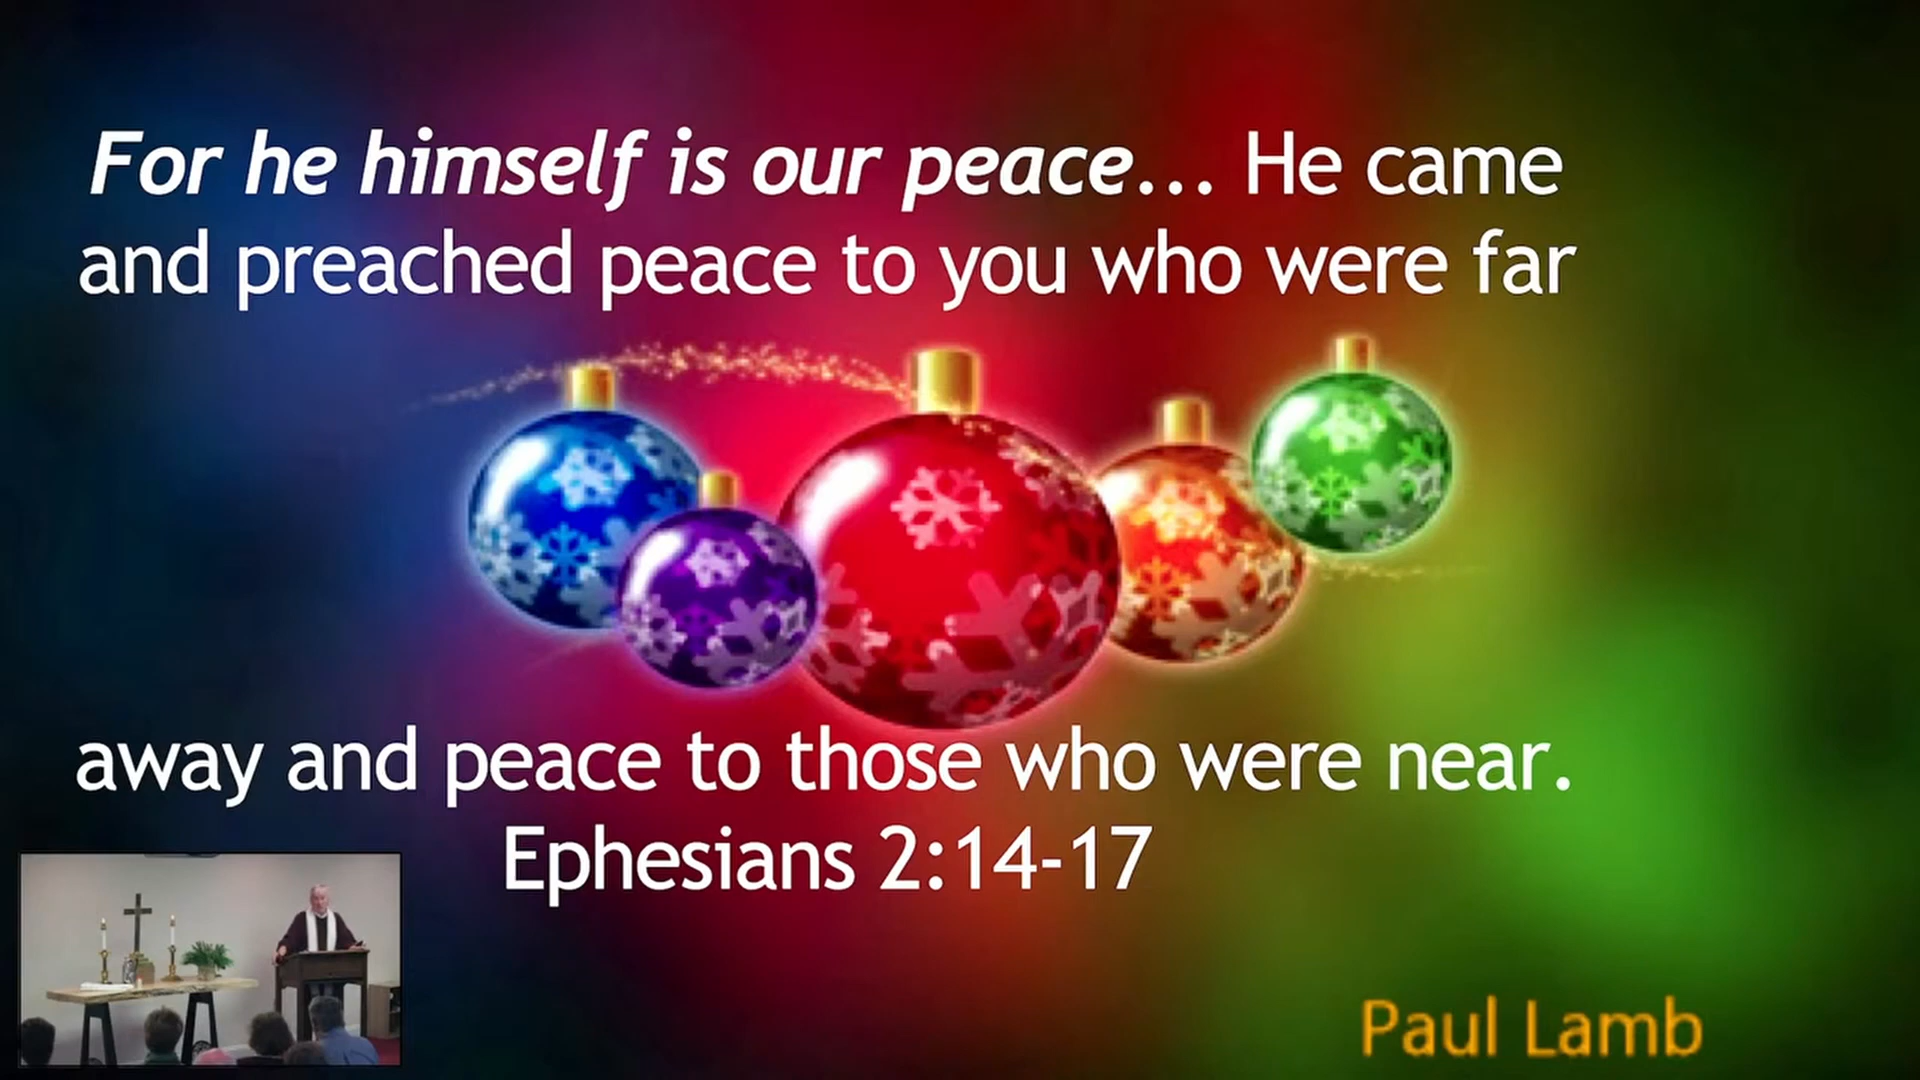 For he himself is our peace... He came
and preached peace to you who were far
away and peace to those who were near.
Ephesians 2:14-17
Paul Lamb